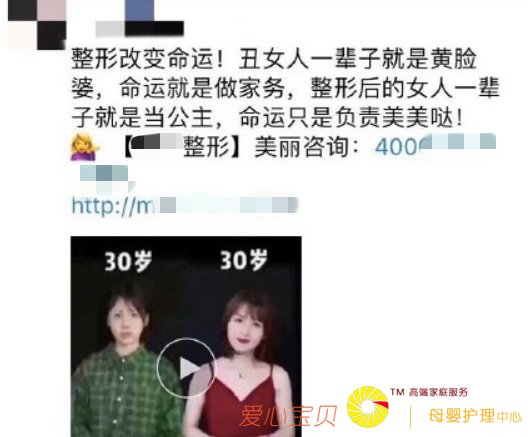 整形改变命运！丑女人一辈子就是黄脸
婆，命运就是做家务，整形后的女人一辈
子就是当公主，命运只是负责美美哒！
【 整形】美丽咨询：400
http://m
30岁 30岁
爱心宝贝
TM 高端家庭服务
母婴护理中心